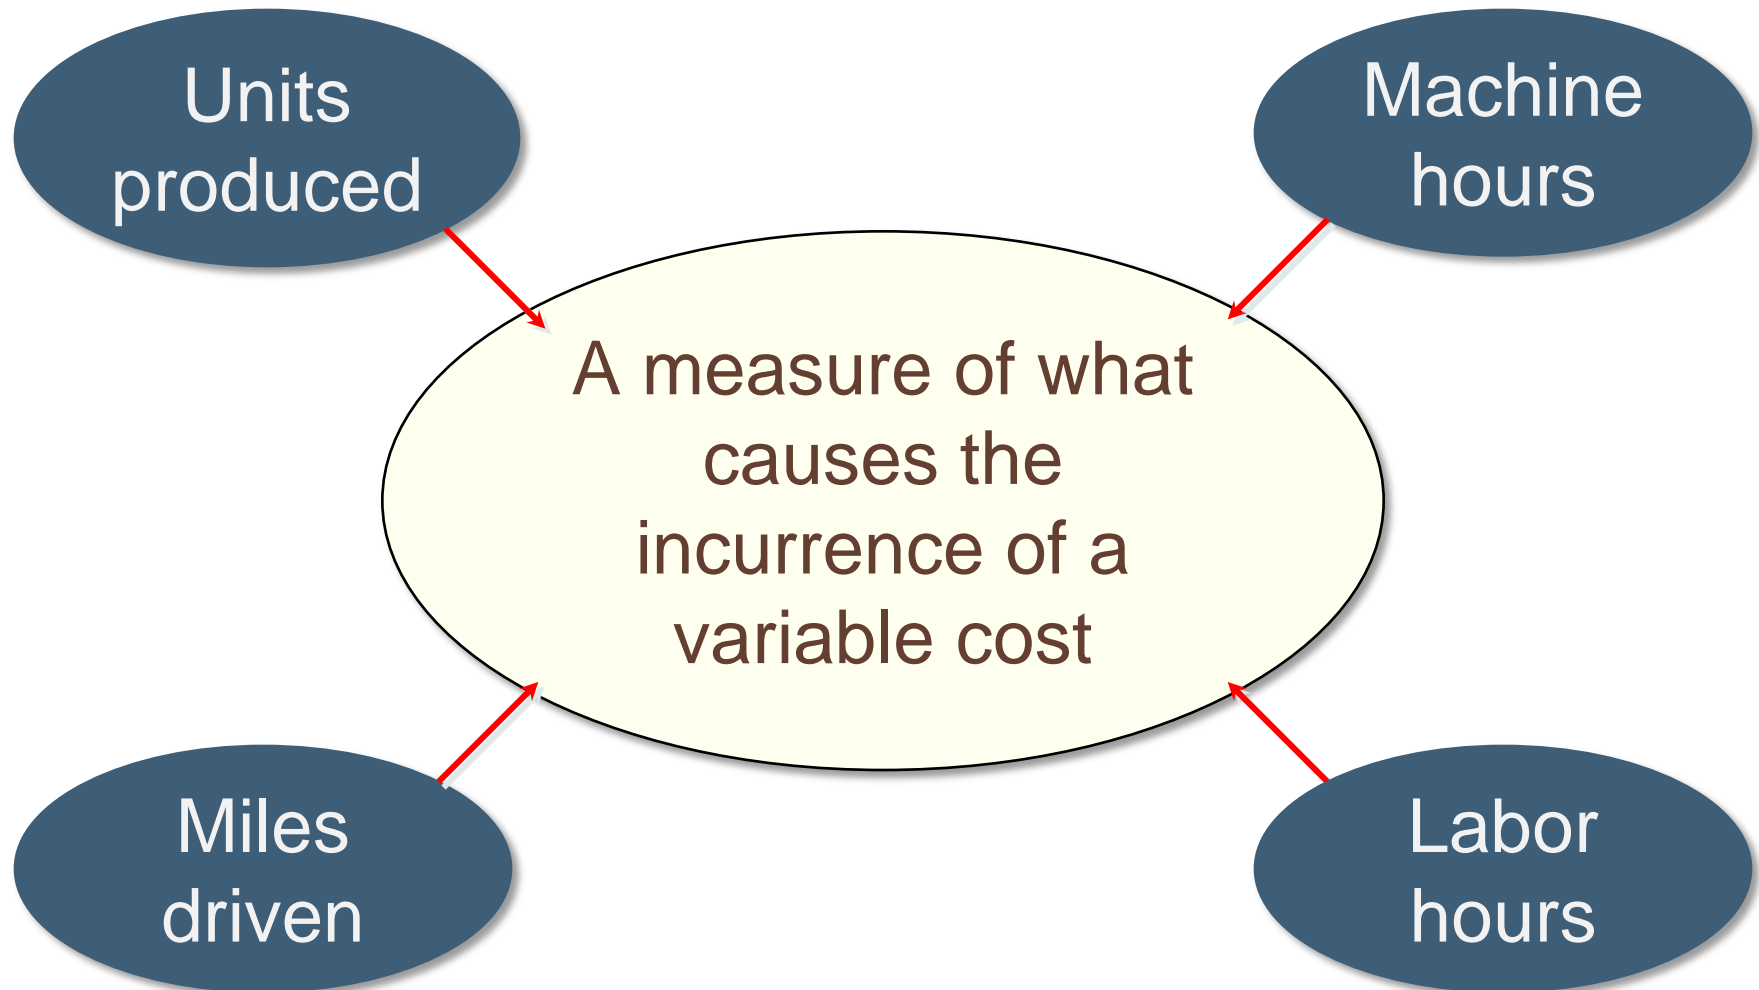 Units
produced
Machine
hours
A measure of what
causes the
incurrence of a
variable cost
Miles
driven
Labor
hours